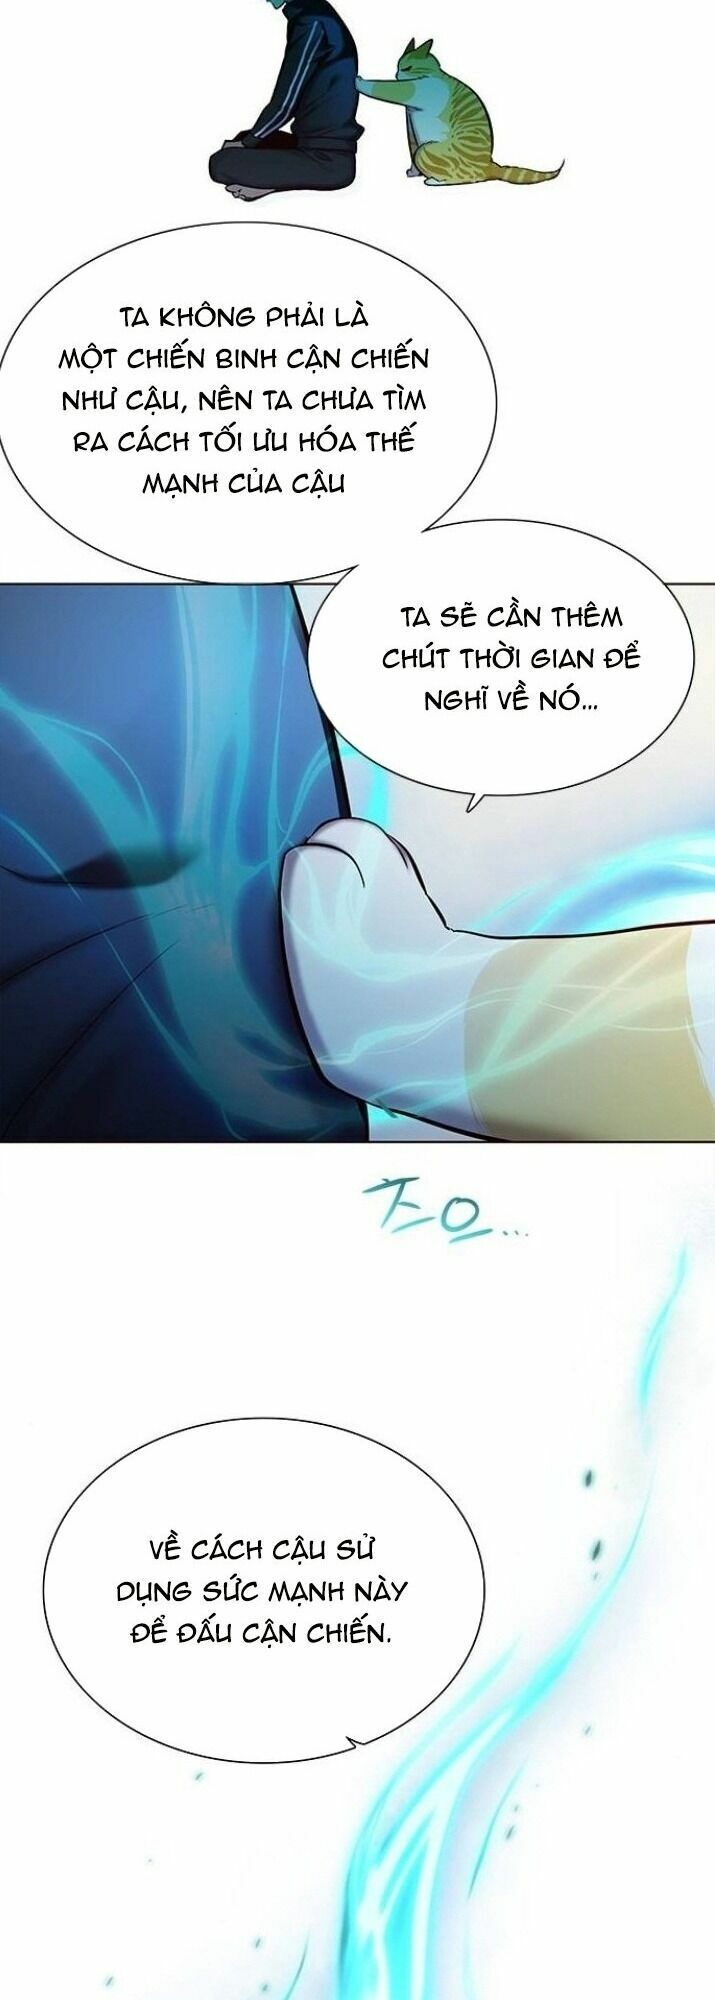 TA KHÔNG PHẢI LÀ
MỘT CHIẾN BINH CẬN CHIẾN
NHƯ CẬU, NÊN TA CHƯA TÌM
RA CÁCH TỐI ƯU HÓA THẾ
MẠNH CỦA CẬU
TA SẼ CẦN THÊM
CHÚT THỜI GIAN ĐỂ
NGHĨ VỀ NÓ...
즈으...
VỀ CÁCH CẬU SỬ
DỤNG SỨC MẠNH NÀY
ĐỂ ĐẤU CẬN CHIẾN.